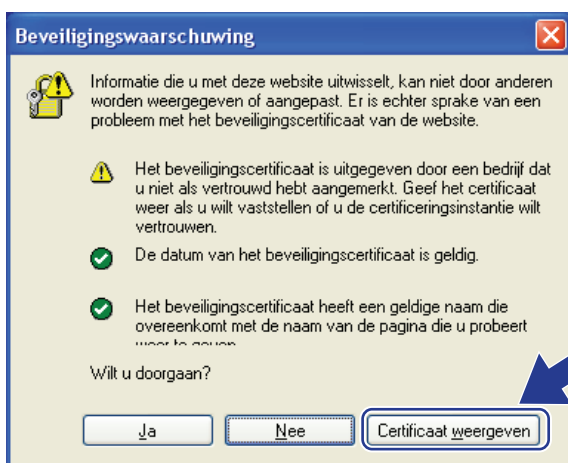 Beveiligingswaarschuwing
Informatie die u met deze website uitwisselt, kan niet door anderen
worden weergegeven of aangepast. Er is echter sprake van een
probleem met het beveiligingscertificaat van de website.
Het beveiligingscertificaat is uitgegeven door een bedrijf dat
u niet als vertrouwd hebt aangemerkt. Geef het certificaat
weer als u wilt vaststellen of u de certificeringsinstantie wilt
vertrouwen.
De datum van het beveiligingscertificaat is geldig.
Het beveiligingscertificaat heeft een geldige naam die
overeenkomt met de naam van de pagina die u probeert
Wilt u doorgaan?
Ja
Nee
Certificaat weergeven